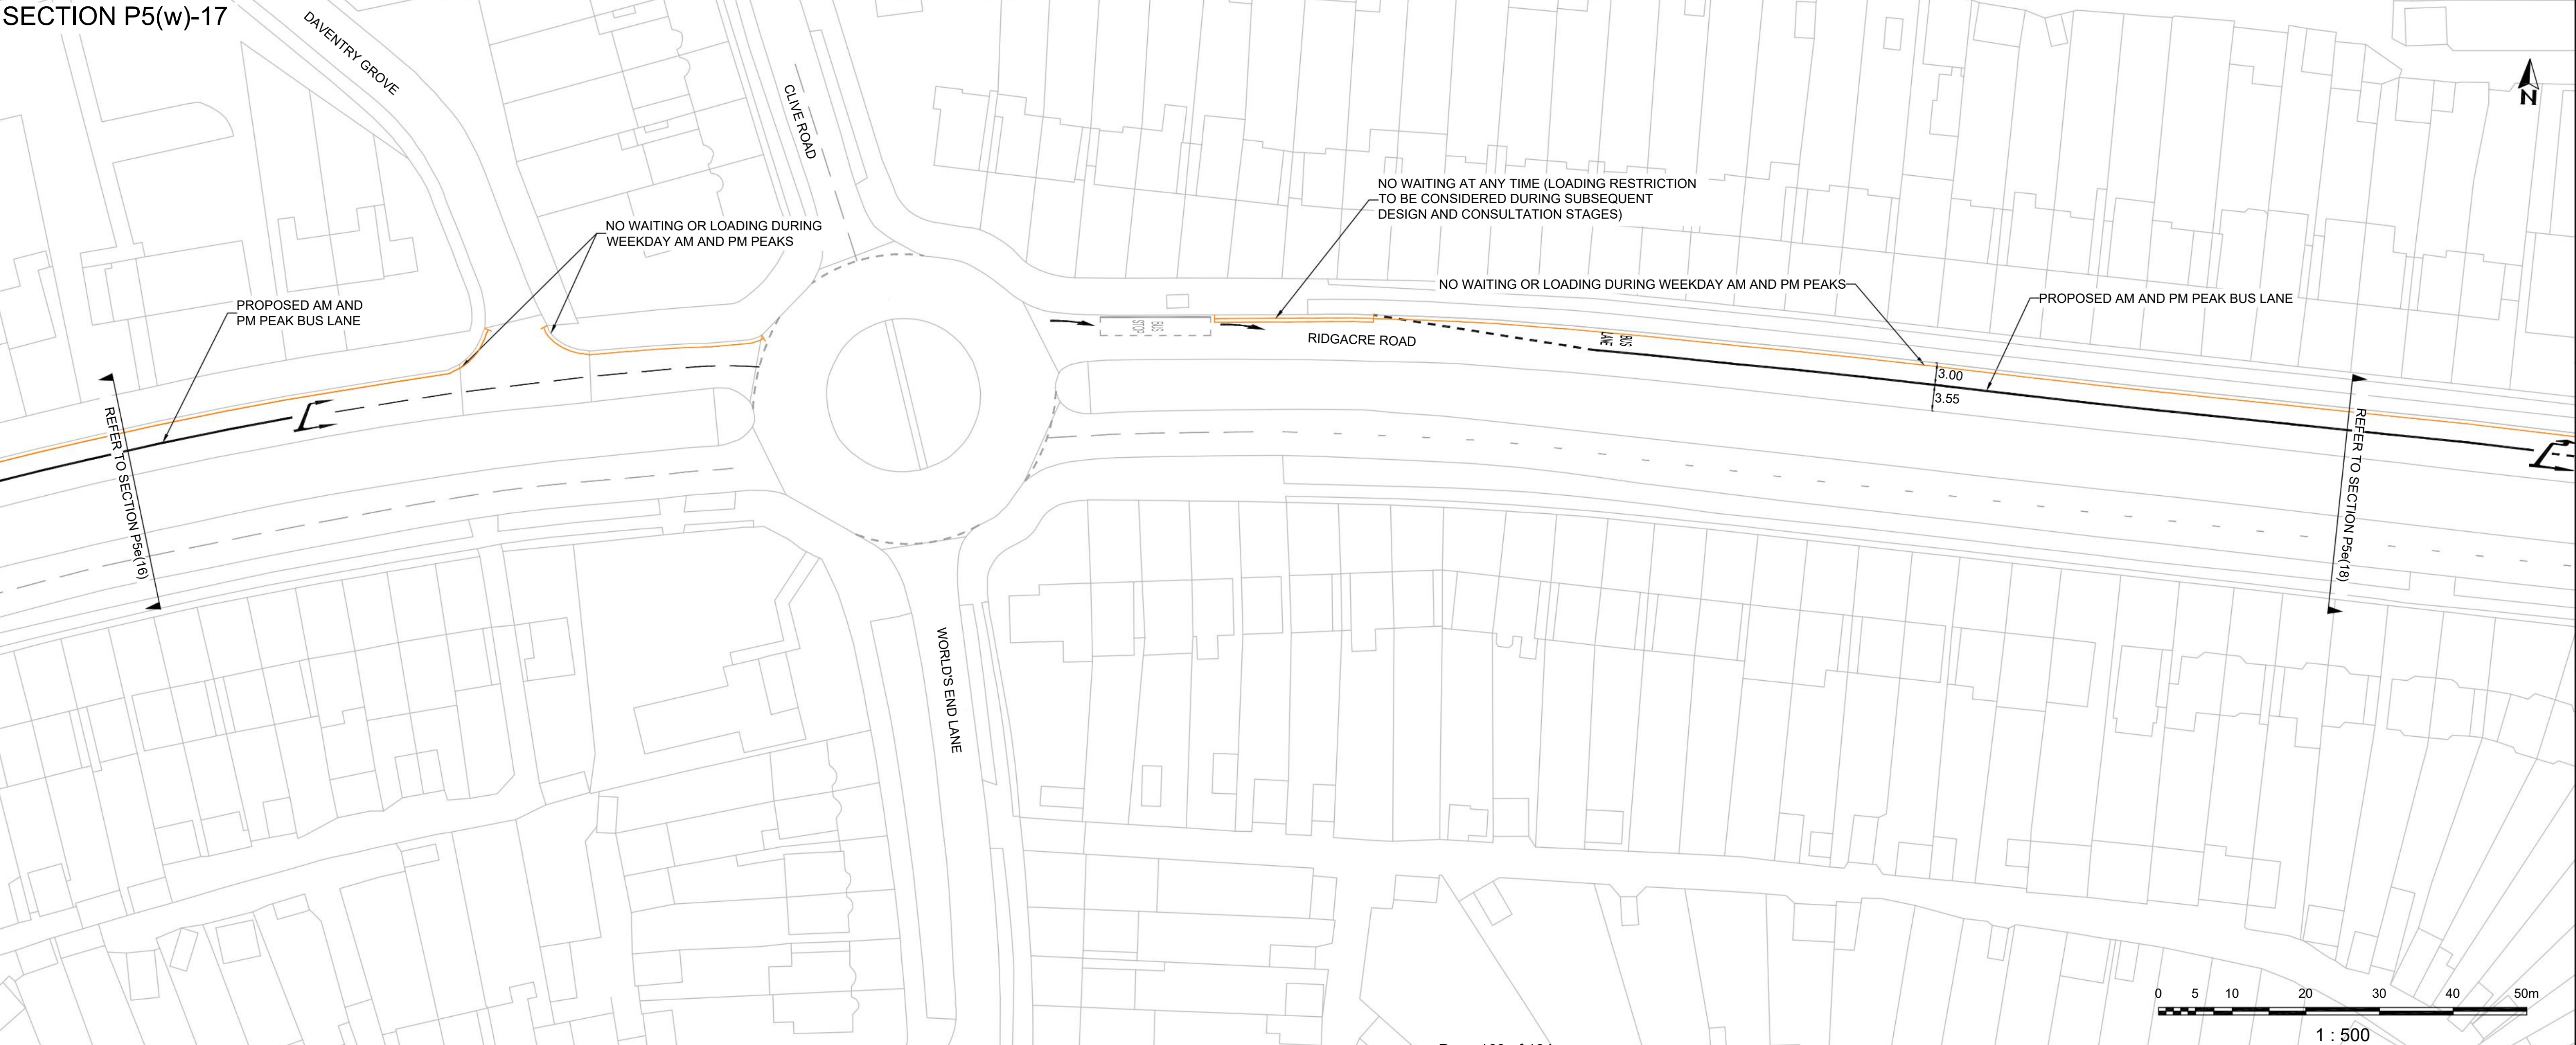 SECTION P5(w)-17
DAVENTRY GROVE
CLIVE ROAD
N
NO WAITING AT ANY TIME (LOADING RESTRICTION
TO BE CONSIDERED DURING SUBSEQUENT
DESIGN AND CONSULTATION STAGES)
NO WAITING OR LOADING DURING
WEEKDAY AM AND PM PEAKS
NO WAITING OR LOADING DURING WEEKDAY AM AND PM PEAKS
PROPOSED AM AND PM PEAK BUS LANE
PROPOSED AM AND
PM PEAK BUS LANE
BUS
STOP
RIDGACRE ROAD
BUS
LANE
3.00
3.55
REFER TO SECTION P5e(16)
REFER TO SECTION P5e(18)
WORLD'S END LANE
0 5 10 20 30 40 50m
1 : 500